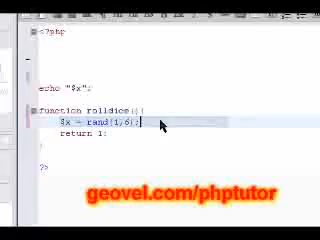 <?php
echo "$x";
function rolldice(){
$x = rand(1,6);
return 1;
}
?>
geovel.com/phptutor